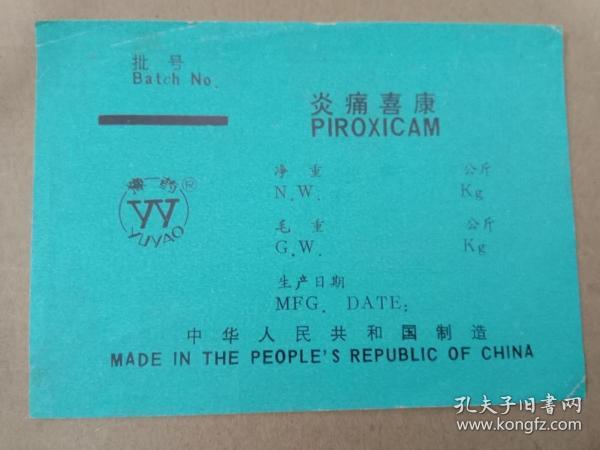 批号
Batch No.
炎痛喜康
PIROXICAM
净重 公斤
N.W. Kg
毛重 公斤
G.W. Kg
生产日期
MFG. DATE:
YY ®
YUYAO
中华人民共和国制造
MADE IN THE PEOPLE'S REPUBLIC OF CHINA
孔夫子旧书网
www.kongfz.com